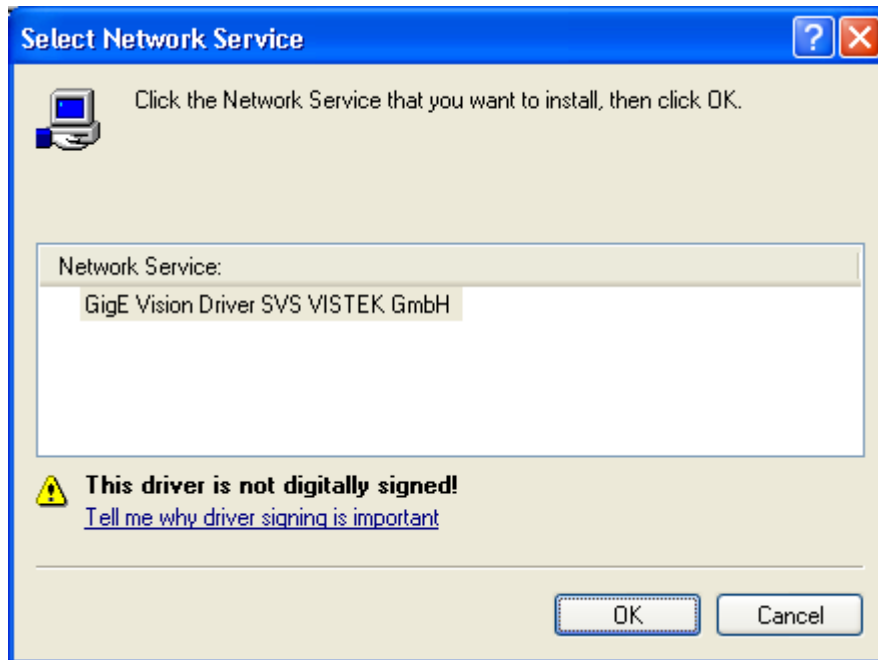 Select Network Service
Click the Network Service that you want to install, then click OK.
Network Service:
GigE Vision Driver SVS VISTEK GmbH
This driver is not digitally signed!
Tell me why driver signing is important
OK
Cancel